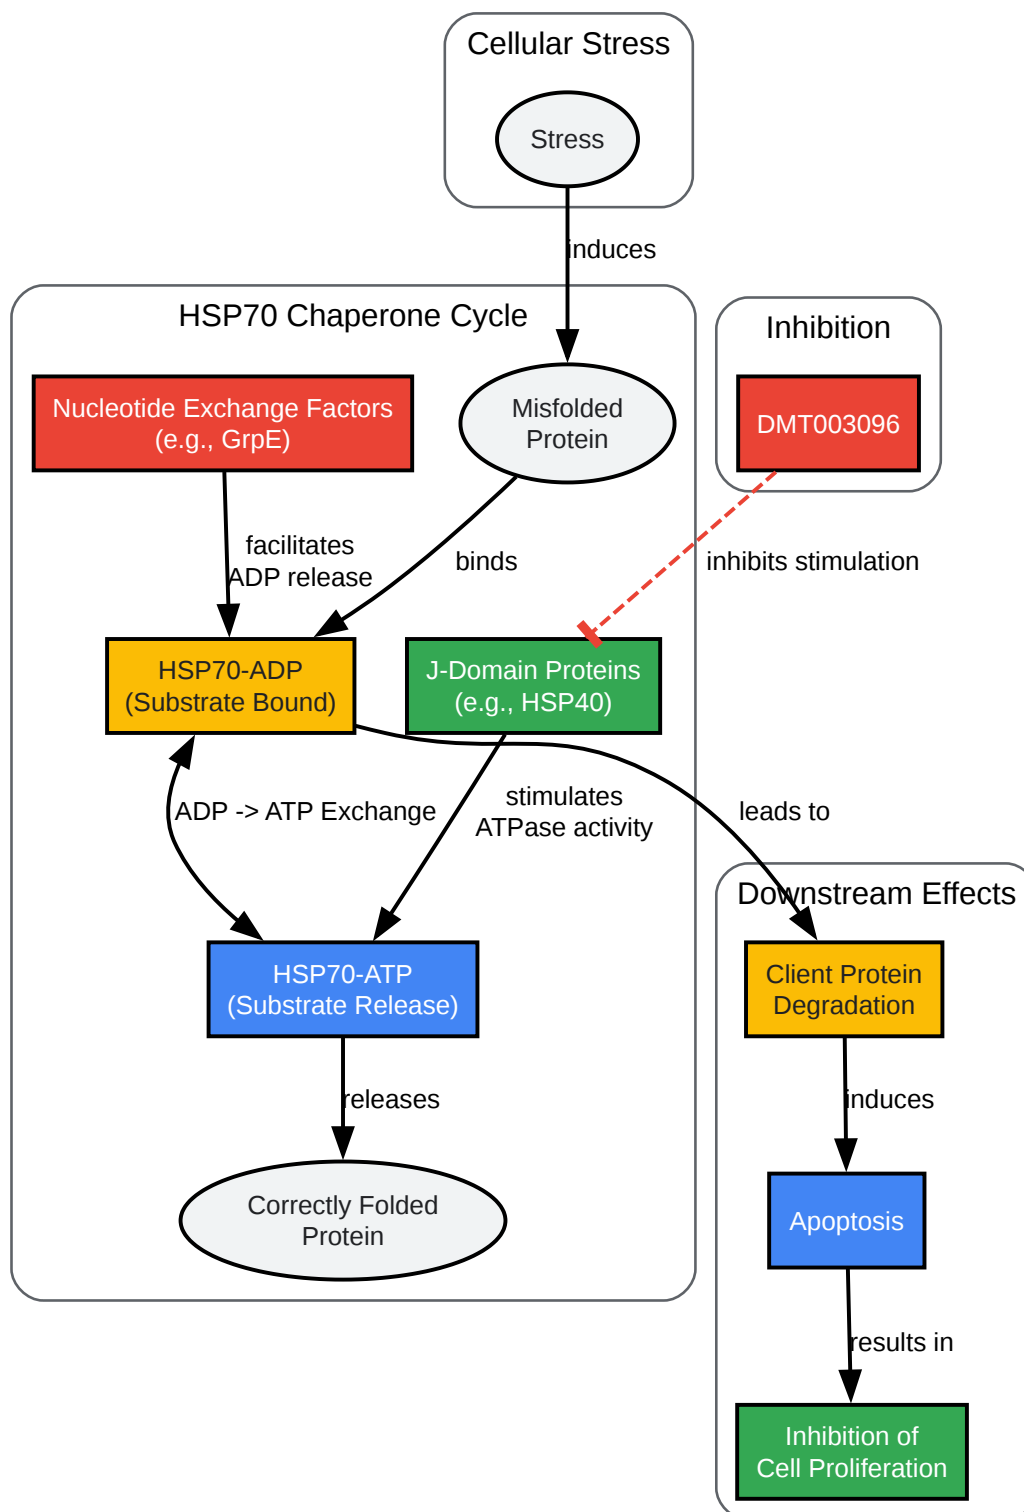 Cellular Stress
Stress
induces
HSP70 Chaperone Cycle
Inhibition
Nucleotide Exchange Factors
(e.g., GrpE)
Misfolded
Protein
DMT003096
facilitates
ADP release
binds
inhibits stimulation
HSP70-ADP
(Substrate Bound)
J-Domain Proteins
(e.g., HSP40)
ADP -> ATP Exchange
stimulates
ATPase activity
leads to
Downstream Effects
HSP70-ATP
(Substrate Release)
Client Protein
Degradation
releases
induces
Correctly Folded
Protein
Apoptosis
results in
Inhibition of
Cell Proliferation